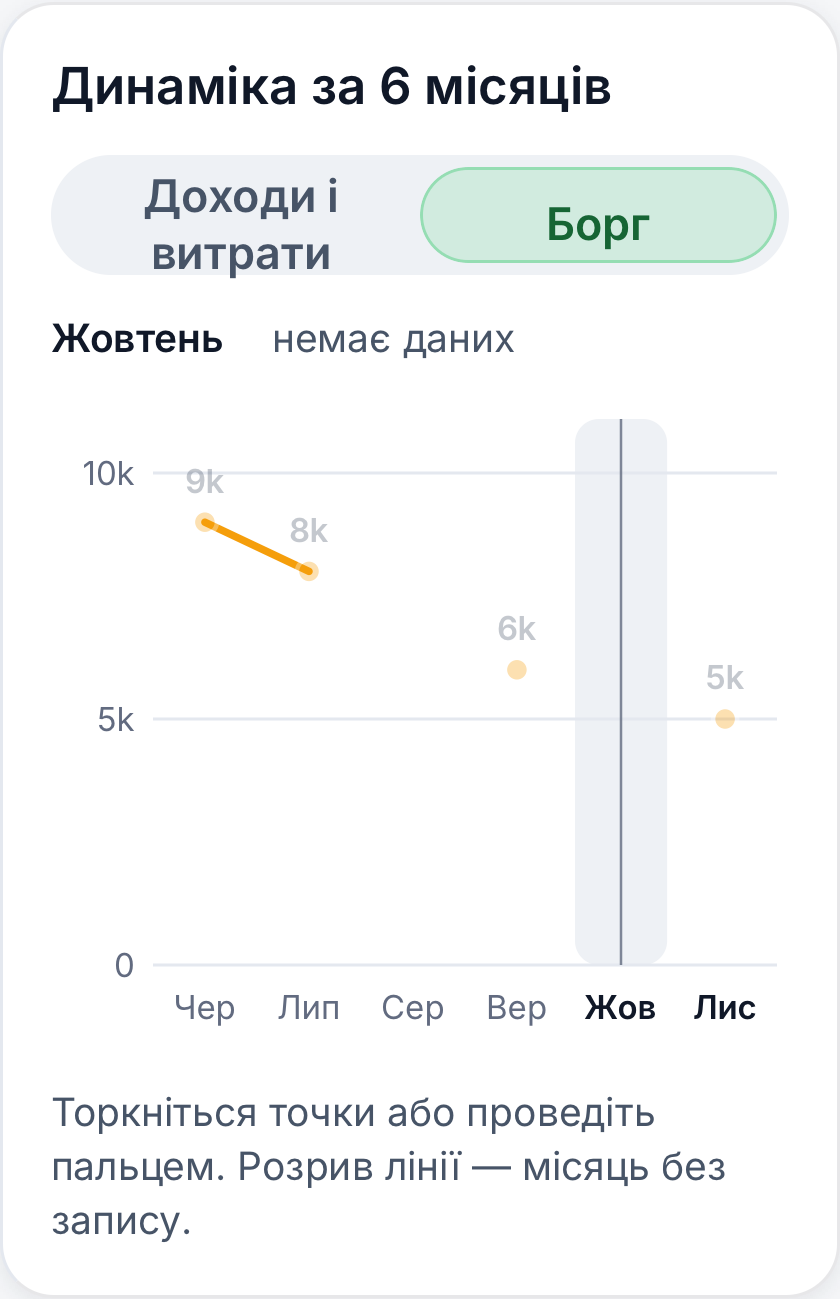 Динаміка за 6 місяців
Доходи і
витрати
Борг
Жовтень немає даних
10k
9k
8k
6k
5k
5k
0
Чер Лип Сер Вер Жов Лис
Торкніться точки або проведіть
пальцем. Розрив лінії — місяць без
запису.